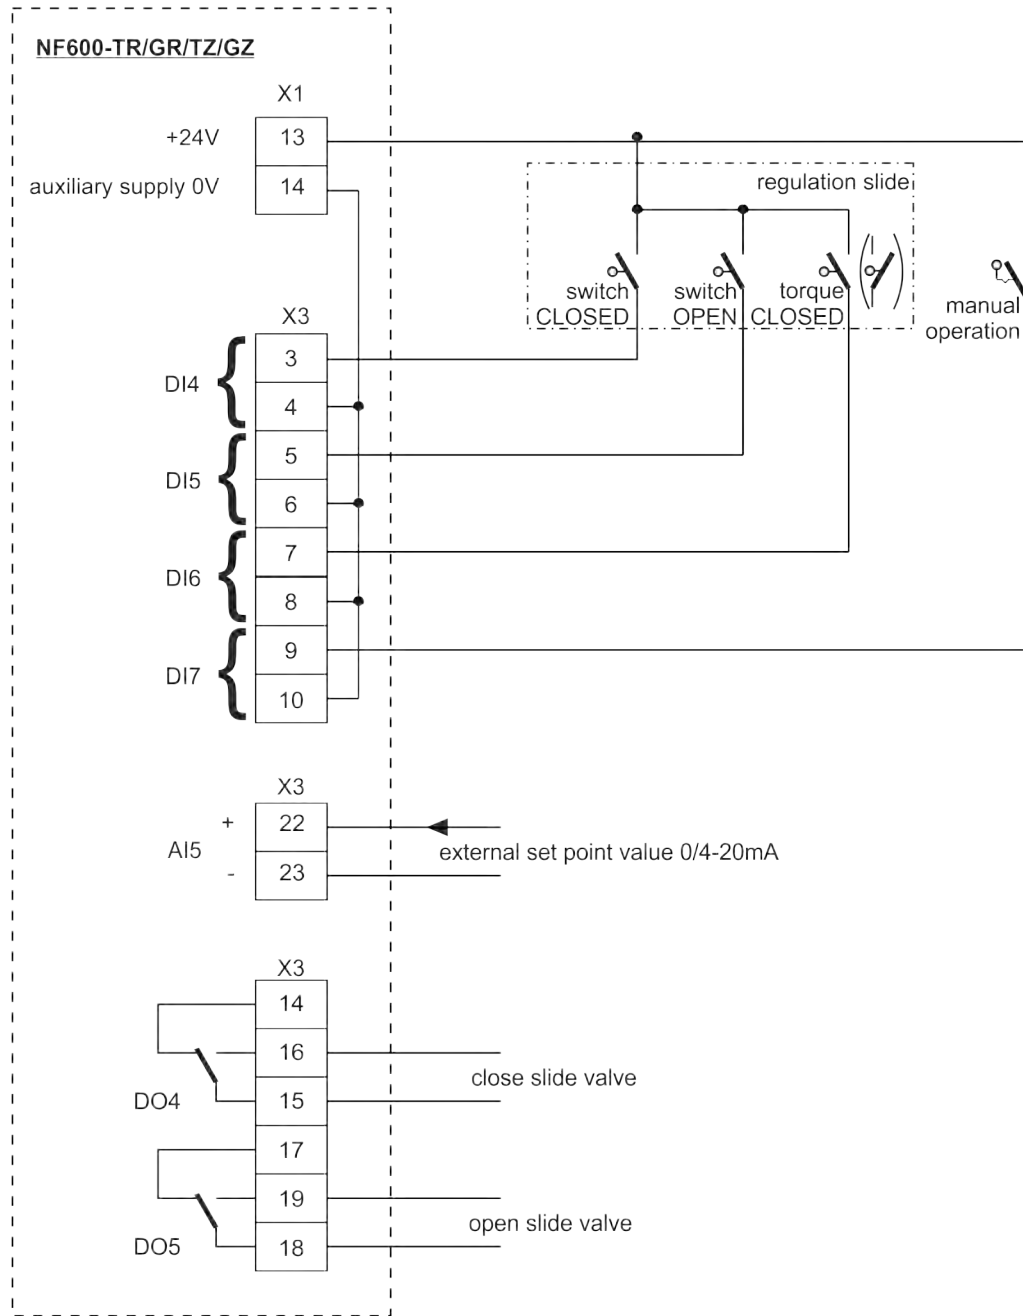 NF600-TR/GR/TZ/GZ
X1
+24V
13
auxiliary supply 0V
14
regulation slide
switch
CLOSED
switch
OPEN
torque
CLOSED
manual
operation
X3
DI4
3
4
DI5
5
6
DI6
7
8
DI7
9
10
X3
AI5
+
22
-
23
external set point value 0/4-20mA
X3
14
16
15
DO4
close slide valve
17
19
18
DO5
open slide valve